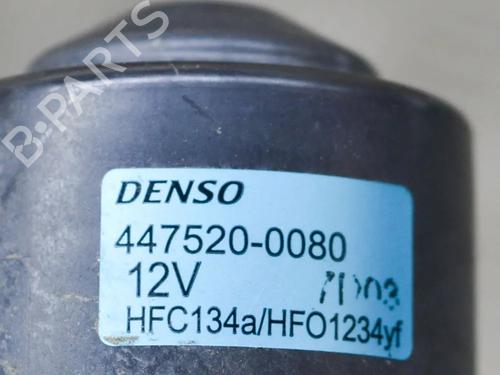 B-PARTS
DENSO
447520-0080
12V
HFC134a/HFO1234yf